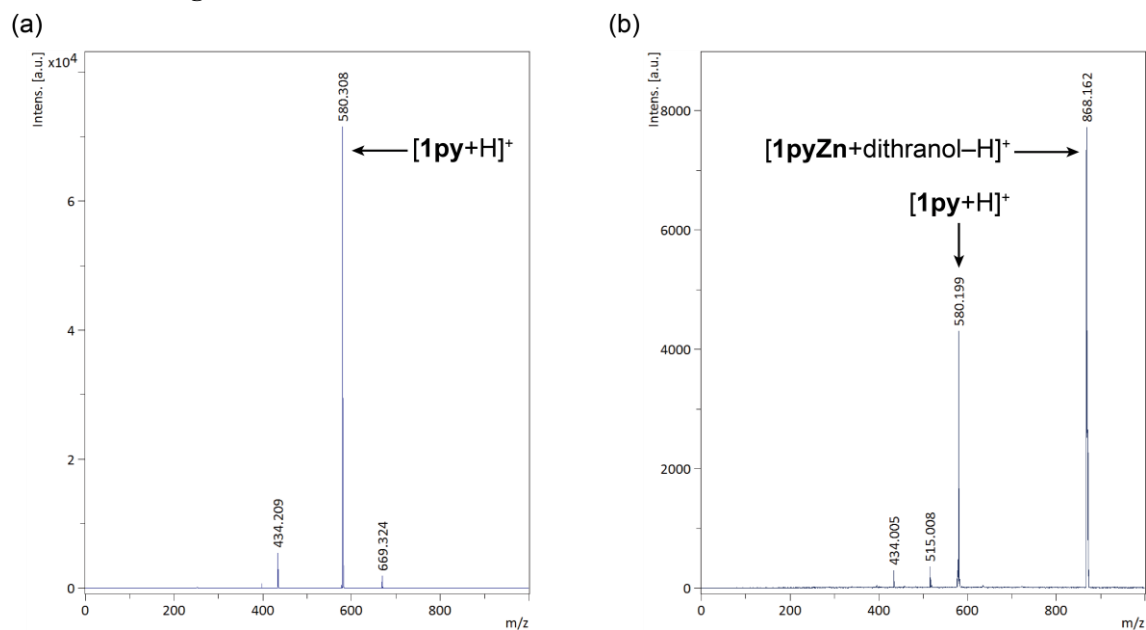 (a)
Intens. [a.u.]
x10⁴
6
4
2
0
580.308
[1py+H]⁺
434.209
669.324
0
200
400
600
800
m/z
(b)
Intens. [a.u.]
8000
6000
4000
2000
0
868.162
[1pyZn+dithranol–H]⁺
[1py+H]⁺
580.199
434.005
515.008
0
200
400
600
800
m/z